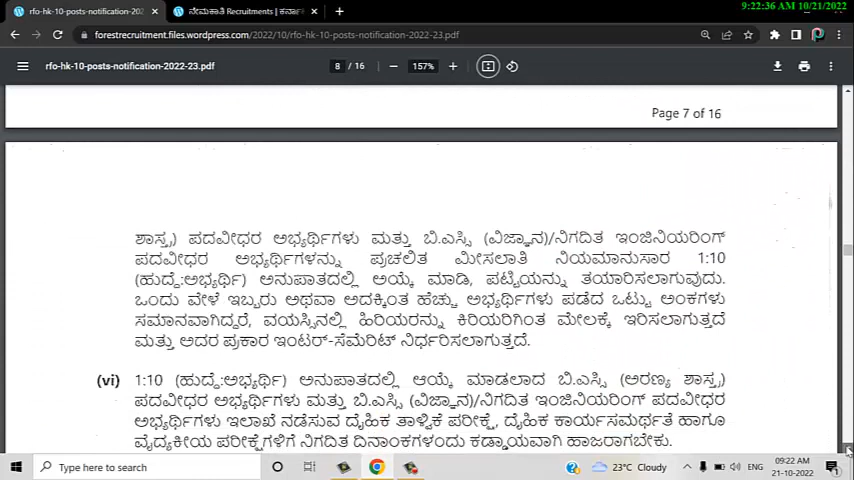 9:22:36 AM 10/21/2022
rfo-hk-10-posts-notification-2022
ನೇಮಕಾತಿ Recruitments | ಕರ್ನಾಟ
forestrecruitment.files.wordpress.com/2022/10/rfo-hk-10-posts-notification-2022-23.pdf
rfo-hk-10-posts-notification-2022-23.pdf
8 / 16
157%
Page 7 of 16
ಶಾಸ್ತ್ರ) ಪದವೀಧರ ಅಭ್ಯರ್ಥಿಗಳು ಮತ್ತು ಬಿ.ಎಸ್ಸಿ (ವಿಜ್ಞಾನ)/ನಿಗದಿತ ಇಂಜಿನಿಯರಿಂಗ್
ಪದವೀಧರ ಅಭ್ಯರ್ಥಿಗಳನ್ನು ಪ್ರಚಲಿತ ಮೀಸಲಾತಿ ನಿಯಮಾನುಸಾರ 1:10
(ಹುದ್ದೆ:ಅಭ್ಯರ್ಥಿ) ಅನುಪಾತದಲ್ಲಿ ಅಯ್ಕೆ ಮಾಡಿ, ಪಟ್ಟಿಯನ್ನು ತಯಾರಿಸಲಾಗುವುದು.
ಒಂದು ವೇಳೆ ಇಬ್ಬರು ಅಥವಾ ಅದಕ್ಕಿಂತ ಹೆಚ್ಚು ಅಭ್ಯರ್ಥಿಗಳು ಪಡೆದ ಒಟ್ಟು ಅಂಕಗಳು
ಸಮಾನವಾಗಿದ್ದರೆ, ವಯಸ್ಸಿನಲ್ಲಿ ಹಿರಿಯರನ್ನು ಕಿರಿಯರಿಗಿಂತ ಮೇಲಕ್ಕೆ ಇರಿಸಲಾಗುತ್ತದೆ
ಮತ್ತು ಅದರ ಪ್ರಕಾರ ಇಂಟರ್-ಸೆಮೆರಿಟ್ ನಿರ್ಧರಿಸಲಾಗುತ್ತದೆ.
(vi) 1:10 (ಹುದ್ದೆ:ಅಭ್ಯರ್ಥಿ) ಅನುಪಾತದಲ್ಲಿ ಆಯ್ಕೆ ಮಾಡಲಾದ ಬಿ.ಎಸ್ಸಿ (ಅರಣ್ಯ ಶಾಸ್ತ್ರ)
ಪದವೀಧರ ಅಭ್ಯರ್ಥಿಗಳು ಮತ್ತು ಬಿ.ಎಸ್ಸಿ (ವಿಜ್ಞಾನ)/ನಿಗದಿತ ಇಂಜಿನಿಯರಿಂಗ್ ಪದವೀಧರ
ಅಭ್ಯರ್ಥಿಗಳು ಇಲಾಖೆ ನಡೆಸುವ ದೈಹಿಕ ತಾಳ್ವಿಕೆ ಪರೀಕ್ಷೆ, ದೈಹಿಕ ಕಾರ್ಯಸಮರ್ಥತೆ ಹಾಗೂ
ವೈದ್ಯಕೀಯ ಪರೀಕ್ಷೆಗಳಿಗೆ ನಿಗದಿತ ದಿನಾಂಕಗಳಂದು ಕಡ್ಡಾಯವಾಗಿ ಹಾಜರಾಗಬೇಕು.
Type here to search
23°C Cloudy
ENG
09:22 AM
21-10-2022